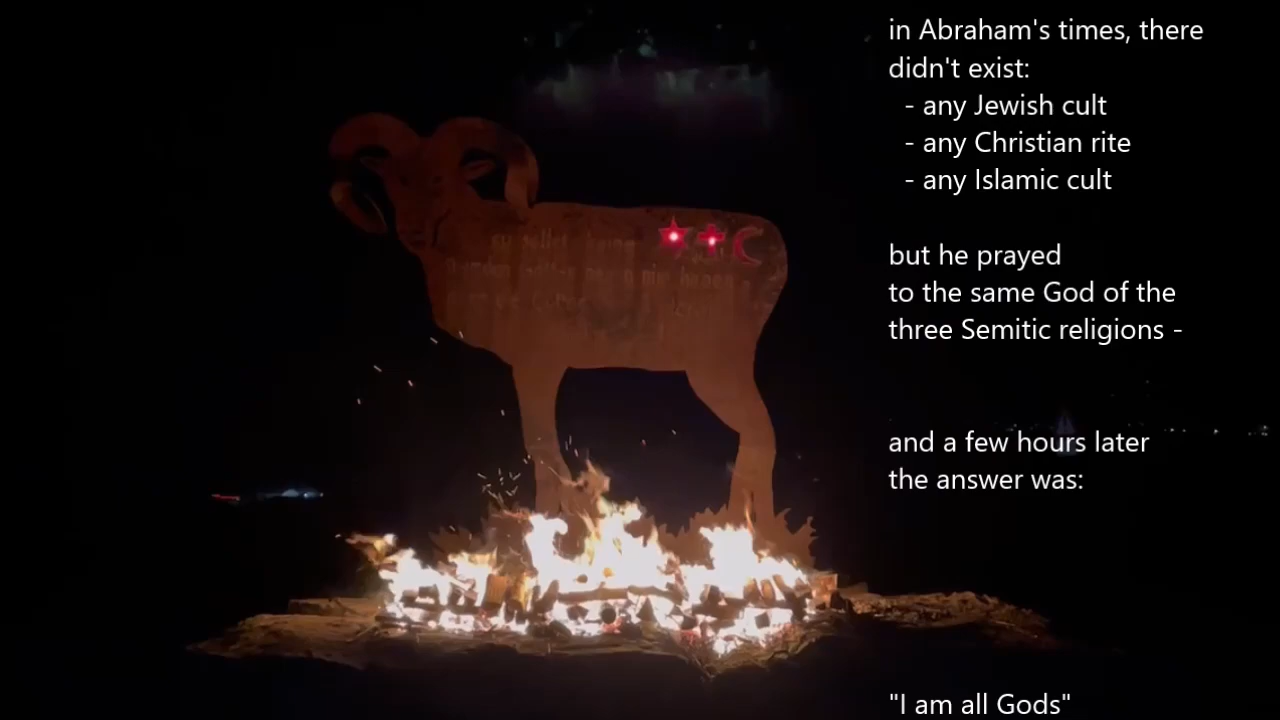 in Abraham's times, there
didn't exist:
- any Jewish cult
- any Christian rite
- any Islamic cult
but he prayed
to the same God of the
three Semitic religions -
and a few hours later
the answer was:
"I am all Gods"